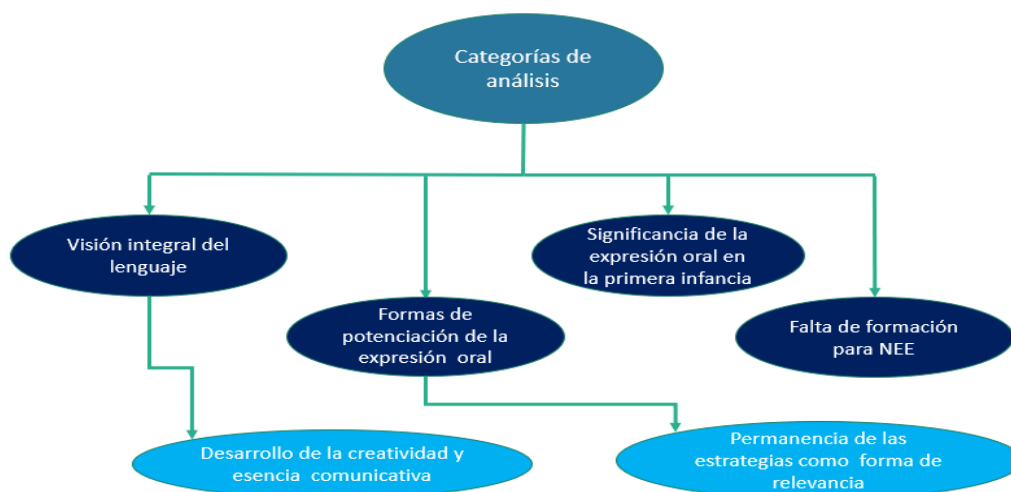 Categorías de
análisis
Visión integral del
lenguaje
Significancia de la
expresión oral en
la primera infancia
Formas de
potenciación de la
expresión oral
Falta de formación
para NEE
Desarrollo de la creatividad y
esencia comunicativa
Permanencia de las
estrategias como forma de
relevancia